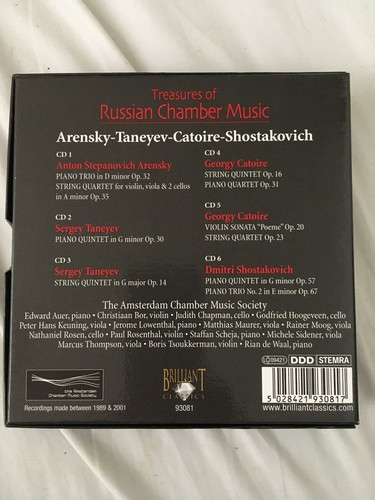 Treasures of
Russian Chamber Music
Arensky-Taneyev-Catoire-Shostakovich
CD 1
Anton Stepanovich Arensky
PIANO TRIO in D minor Op. 32
STRING QUARTET for violin, viola & 2 cellos
in A minor Op. 35
CD 2
Sergey Taneyev
PIANO QUINTET in G minor Op. 30
CD 3
Sergey Taneyev
STRING QUINTET in G major Op. 14
CD 4
Georgy Catoire
STRING QUINTET Op. 16
PIANO QUARTET Op. 31
CD 5
Georgy Catoire
VIOLIN SONATA "Poeme" Op. 20
STRING QUARTET Op. 23
CD 6
Dmitri Shostakovich
PIANO QUINTET in G minor Op. 57
PIANO TRIO No. 2 in E minor Op. 67
The Amsterdam Chamber Music Society
Edward Auer, piano • Christiaan Bor, violin • Judith Chapman, cello • Godfried Hoogeveen, cello
Peter Hans Keuning, viola • Jerome Lowenthal, piano • Matthias Maurer, viola • Rainer Moog, viola
Nathaniel Rosen, cello • Paul Rosenthal, violin • Staffan Scheja, piano • Michele Sidener, viola
Marcus Thompson, viola • Boris Tsoukkerman, violin • Rian de Waal, piano
the Amsterdam
Chamber Music Society
Recordings made between 1989 & 2001
BRILLIANT
CLASSICS
93081
LC 09421
DDD
STEMRA
5 028421 930817
www.brilliantclassics.com